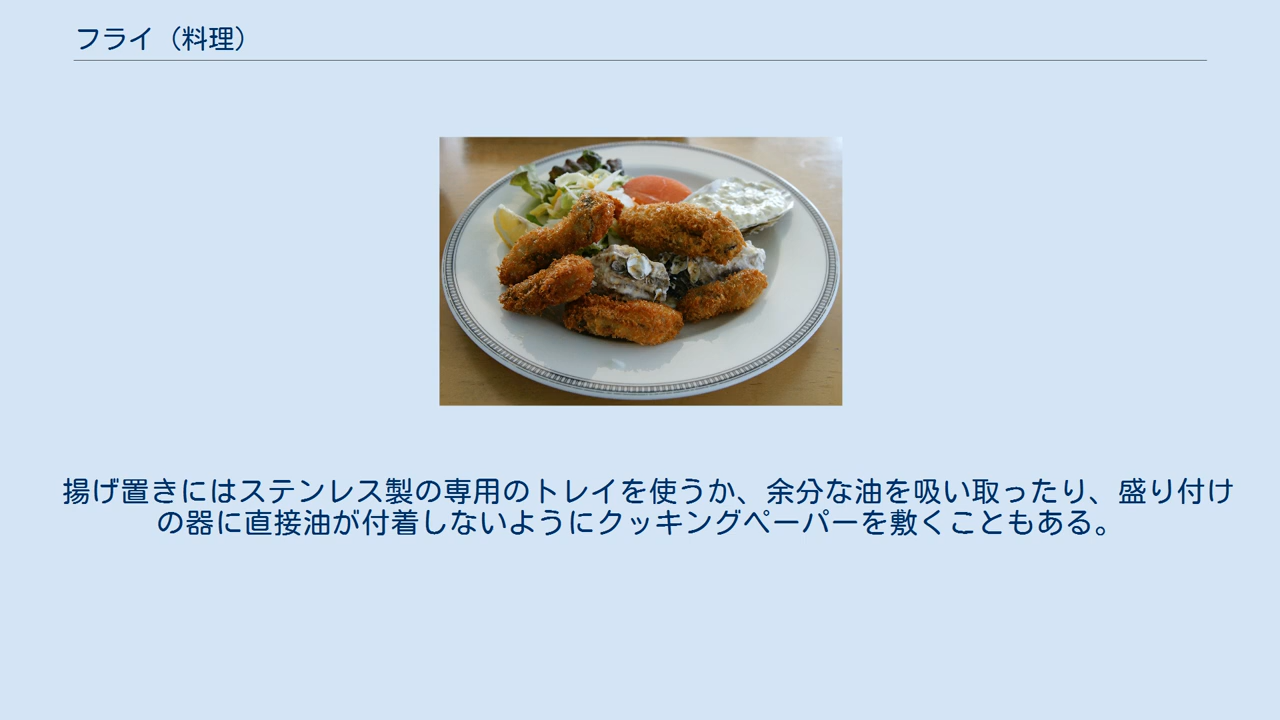 フライ（料理）
揚げ置きにはステンレス製の専用のトレイを使うか、余分な油を吸い取ったり、盛り付け
の器に直接油が付着しないようにクッキングペーパーを敷くこともある。